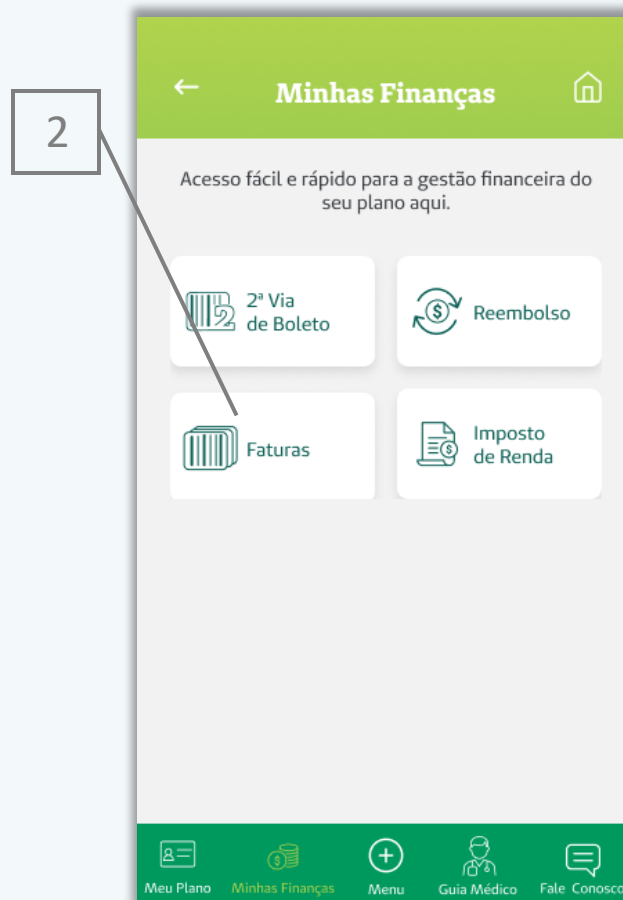 Minhas Finanças
2
Acesso fácil e rápido para a gestão financeira do
seu plano aqui.
2ª Via
de Boleto
Reembolso
Faturas
Imposto
de Renda
Meu Plano
Minhas Finanças
Menu
Guia Médico
Fale Conosco